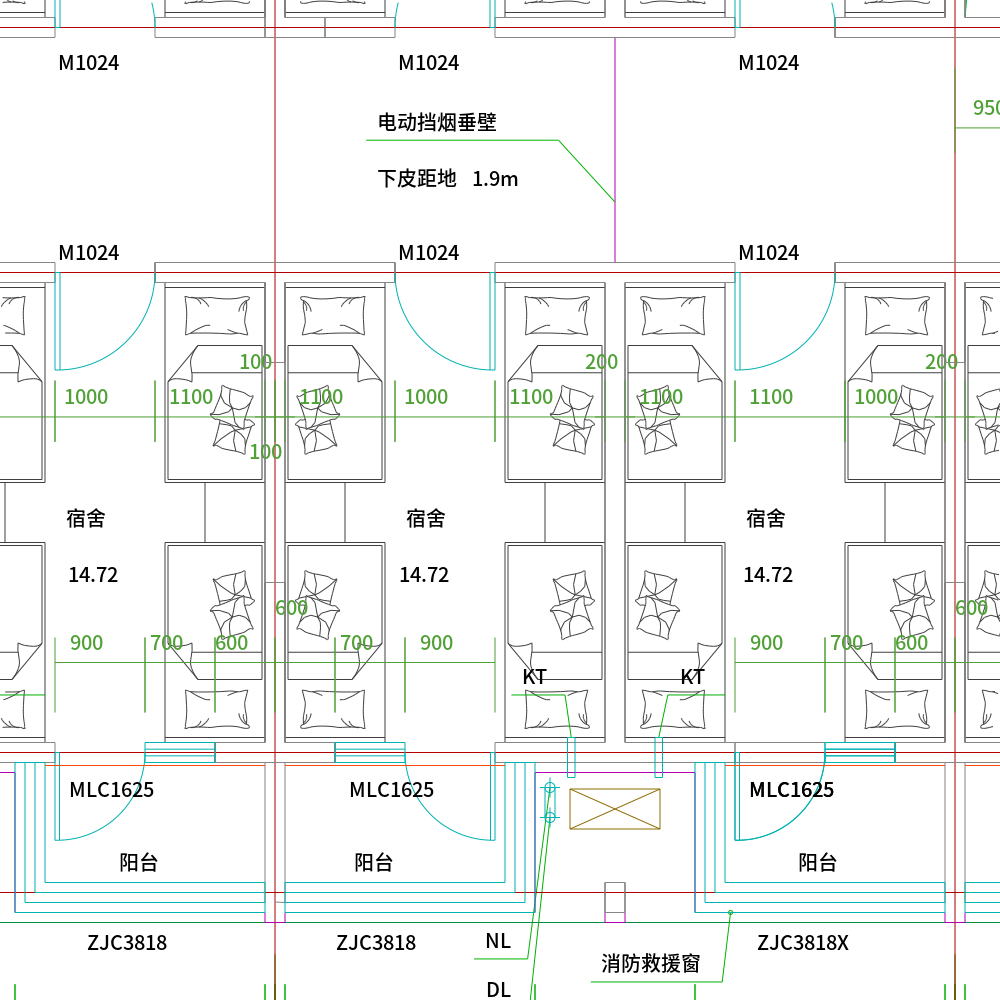 M1024 M1024 M1024
950
电动挡烟垂壁
下皮距地 1.9m
M1024 M1024 M1024
100 200 200
1000 1100 1100 1000 1100 1100 1100 1000
100
宿舍 宿舍 宿舍
14.72 14.72 14.72
600 600
900 700 600 700 900 900 700 600
KT KT
MLC1625 MLC1625 MLC1625
阳台 阳台 阳台
ZJC3818 ZJC3818 NL ZJC3818X
消防救援窗
DL